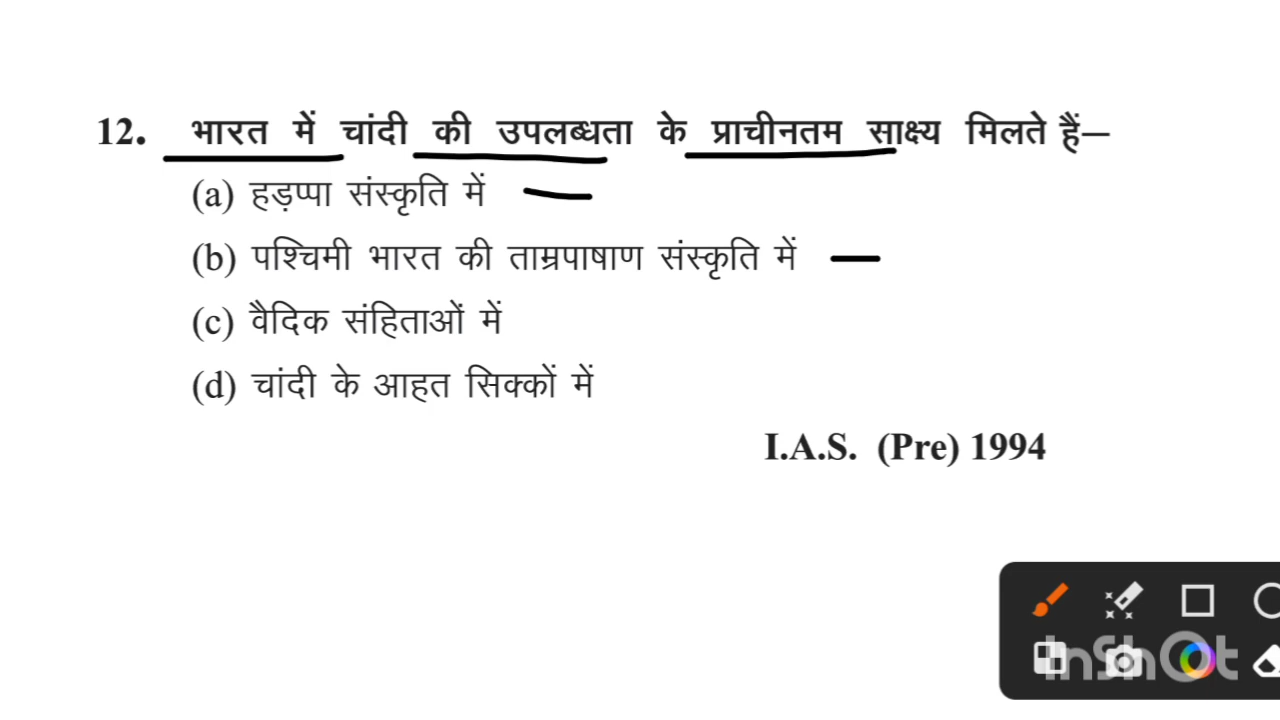 12. भारत में चांदी की उपलब्धता के प्राचीनतम साक्ष्य मिलते हैं—
(a) हड़प्पा संस्कृति में
(b) पश्चिमी भारत की ताम्रपाषाण संस्कृति में
(c) वैदिक संहिताओं में
(d) चांदी के आहत सिक्कों में
I.A.S. (Pre) 1994
InShOt